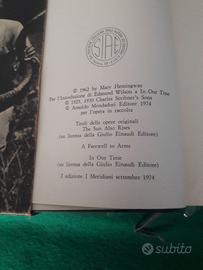 © 1962 by Mary Hemingway
Per l'Introduzione di Edmund Wilson a In Our Time
© 1925, 1930 Charles Scribner's Sons
© Arnoldo Mondadori Editore 1974
per l'opera in raccolta
Titoli delle opere originali
The Sun Also Rises
(su licenza della Giulio Einaudi Editore)
A Farewell to Arms
In Our Time
(su licenza della Giulio Einaudi Editore)
I edizione I Meridiani settembre 1974
subito